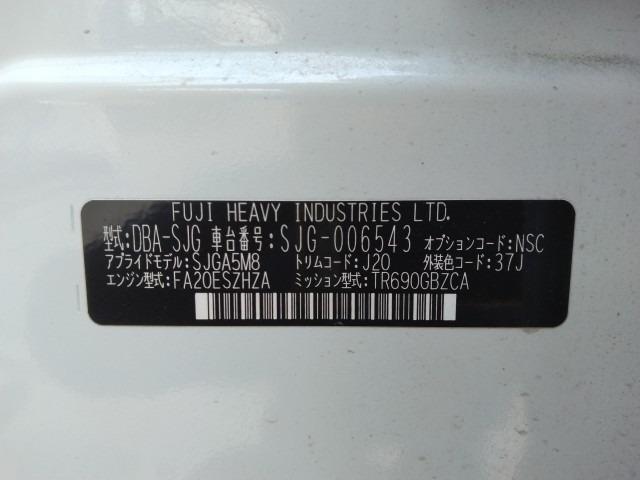 FUJI HEAVY INDUSTRIES LTD.
型式:DBA-SJG 車台番号:SJG-006543 オプションコード:NSC
アプライドモデル:SJGA5M8 トリムコード:J20 外装色コード:37J
エンジン型式:FA20ESZHZA ミッション型式:TR690GBZCA